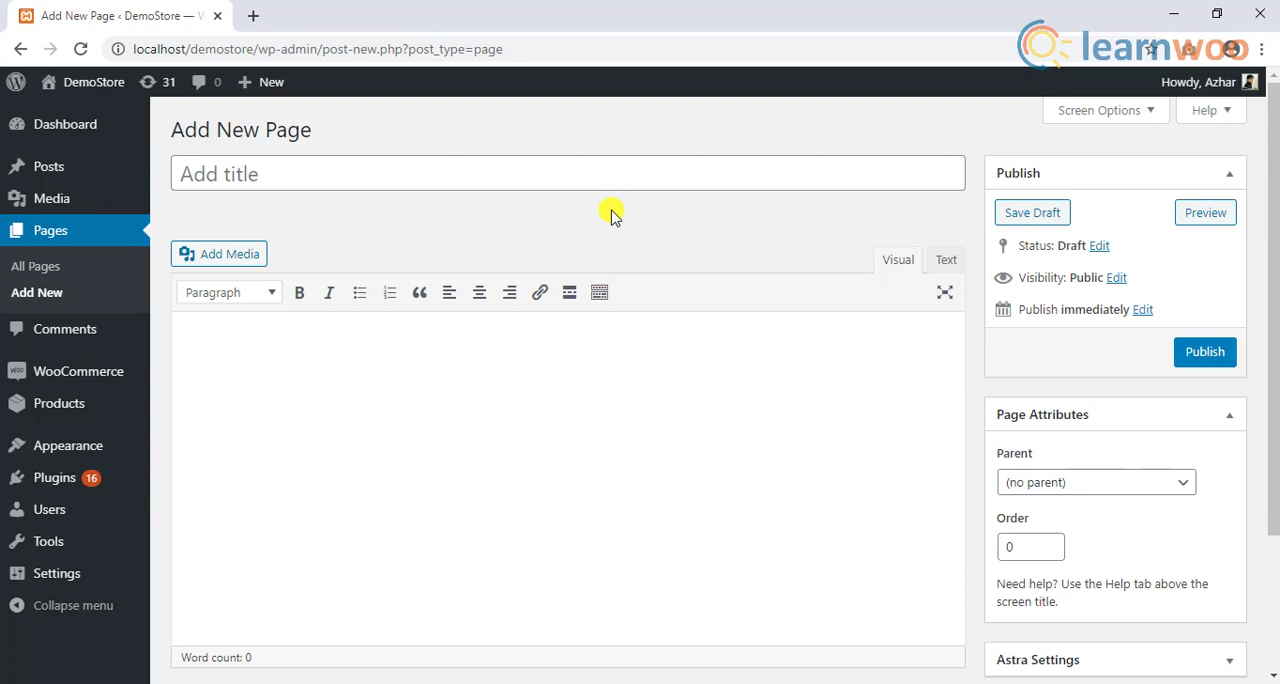 Add New Page ‹ DemoStore —
localhost/demostore/wp-admin/post-new.php?post_type=page
learnwoo
DemoStore 31 0 New
Howdy, Azhar
Dashboard
Posts
Media
Pages
All Pages
Add New
Comments
WooCommerce
Products
Appearance
Plugins 16
Users
Tools
Settings
Collapse menu
Screen Options
Help
Add New Page
Add title
Add Media
Visual
Text
Paragraph
Word count: 0
Publish
Save Draft
Preview
Status: Draft Edit
Visibility: Public Edit
Publish immediately Edit
Publish
Page Attributes
Parent
(no parent)
Order
0
Need help? Use the Help tab above the
screen title.
Astra Settings